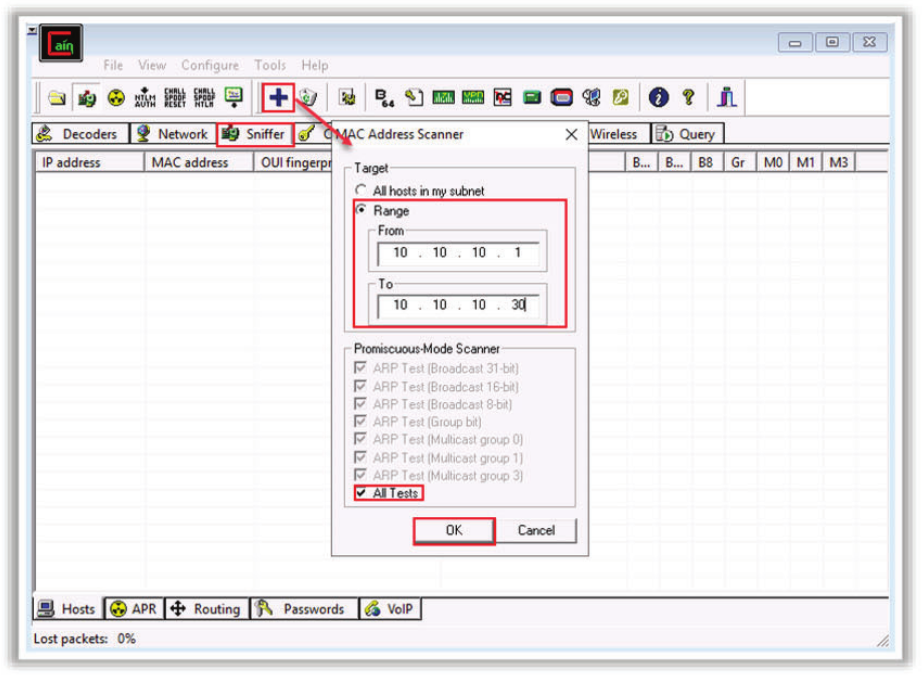 Cain
File View Configure Tools Help
Decoders Network Sniffer MAC Address Scanner Wireless Query
IP address MAC address OUI fingerpr B... B... B8 Gr M0 M1 M3
Target
All hosts in my subnet
Range
From
10 . 10 . 10 . 1
To
10 . 10 . 10 . 30
Promiscuous-Mode Scanner
ARP Test (Broadcast 31-bit)
ARP Test (Broadcast 16-bit)
ARP Test (Broadcast 8-bit)
ARP Test (Group bit)
ARP Test (Multicast group 0)
ARP Test (Multicast group 1)
ARP Test (Multicast group 3)
All Tests
OK Cancel
Hosts APR Routing Passwords VoIP
Lost packets: 0%